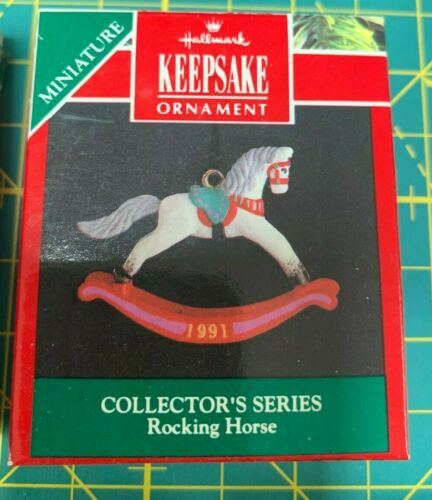 MINIATURE
Hallmark
KEEPSAKE
ORNAMENT
1991
COLLECTOR'S SERIES
Rocking Horse